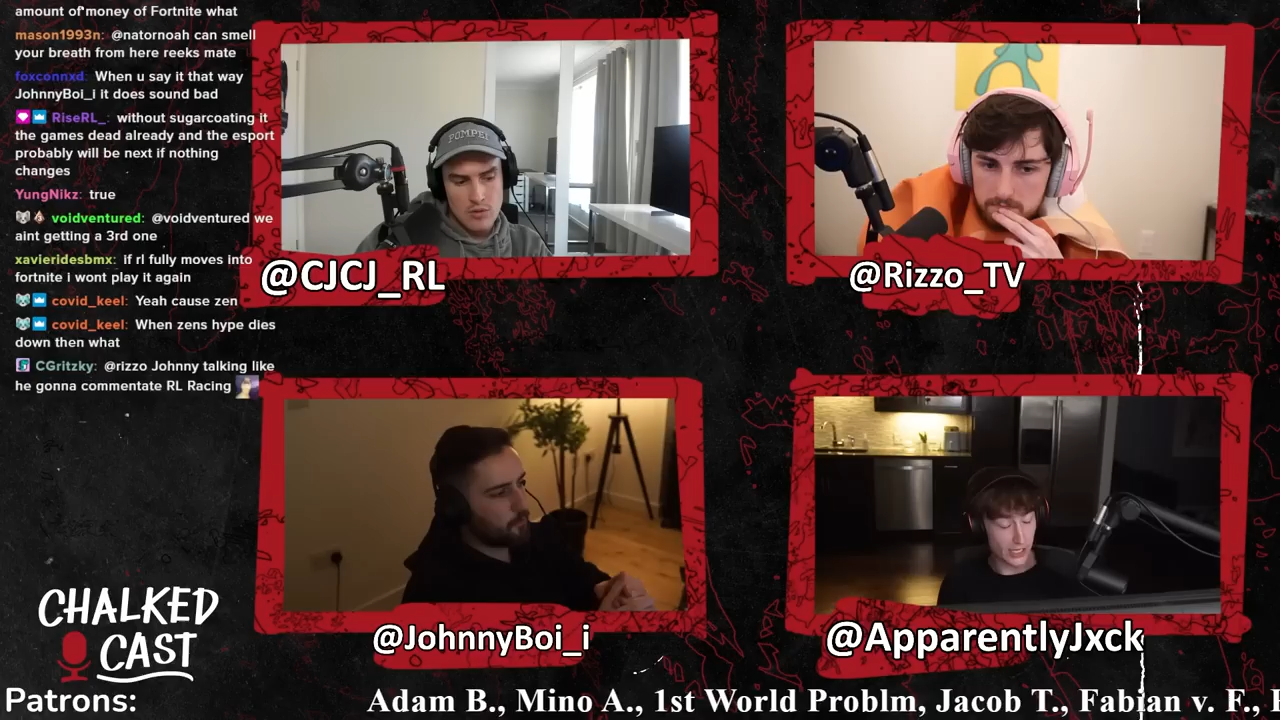 amount of money of Fortnite what
mason1993n: @natornoah can smell
your breath from here reeks mate
foxconnxd: When u say it that way
JohnnyBoi_i it does sound bad
RiseRL_: without sugarcoating it
the games dead already and the esport
probably will be next if nothing
changes
YungNikz: true
voidventured: @voidventured we
aint getting a 3rd one
xavieridesbmx: if rl fully moves into
fortnite i wont play it again
covid_keel: Yeah cause zen
covid_keel: When zens hype dies
down then what
CGritzky: @rizzo Johnny talking like
he gonna commentate RL Racing
POMPEI
@CJCJ_RL
@Rizzo_TV
@JohnnyBoi_i
@ApparentlyJxck
CHALKED
CAST
Patrons:
Adam B., Mino A., 1st World Problm, Jacob T., Fabian v. F.,